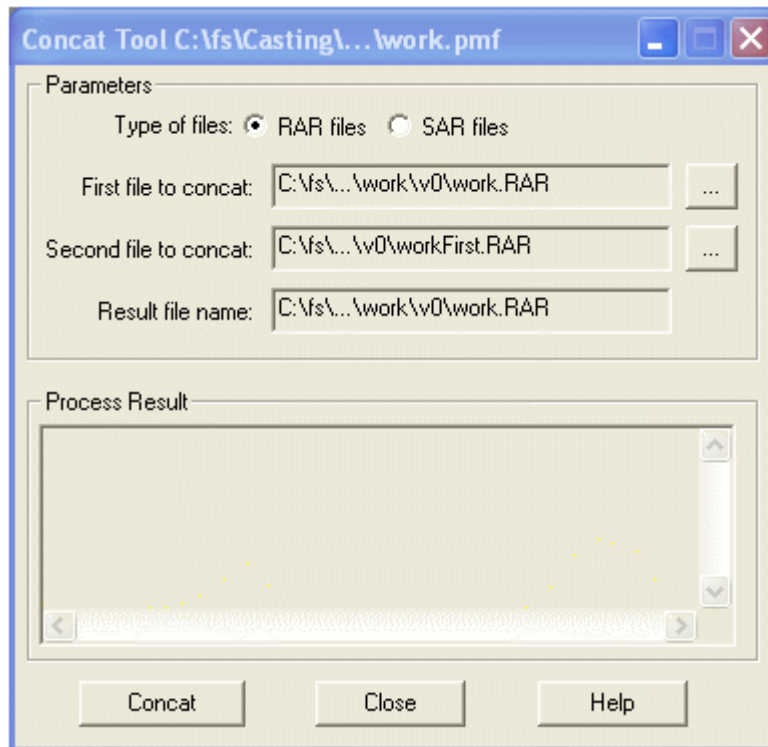 Concat Tool C:\fs\Casting\...\work.pmf
Parameters
Type of files: RAR files SAR files
First file to concat: C:\fs\...\work\v0\work.RAR ...
Second file to concat: C:\fs\...\v0\workFirst.RAR ...
Result file name: C:\fs\...\work\v0\work.RAR
Process Result
Concat Close Help